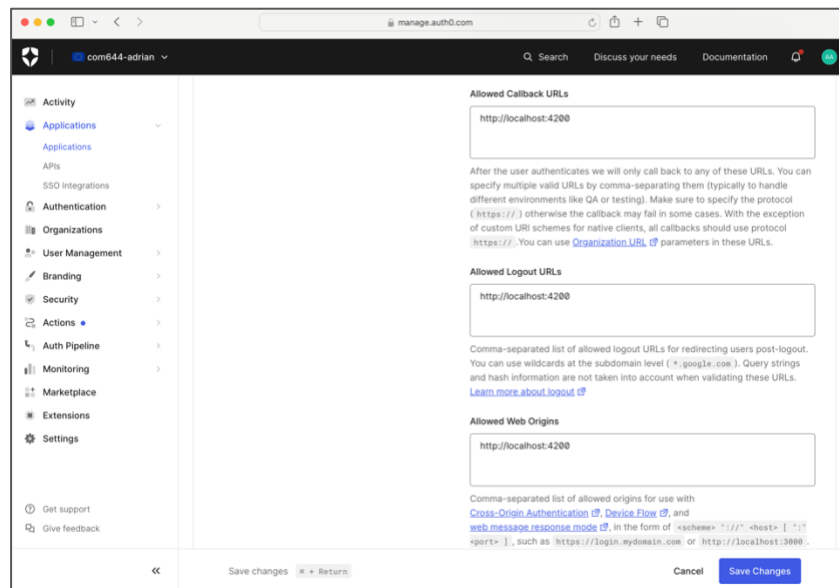 manage.auth0.com
com644-adrian
Search
Discuss your needs
Documentation
AA
Activity
Applications
Applications
APIs
SSO Integrations
Authentication
Organizations
User Management
Branding
Security
Actions
Auth Pipeline
Monitoring
Marketplace
Extensions
Settings
Get support
Give feedback
Allowed Callback URLs
http://localhost:4200
After the user authenticates we will only call back to any of these URLs. You can
specify multiple valid URLs by comma-separating them (typically to handle
different environments like QA or testing). Make sure to specify the protocol
( https:// ) otherwise the callback may fail in some cases. With the exception
of custom URI schemes for native clients, all callbacks should use protocol
https:// .You can use Organization URL parameters in these URLs.
Allowed Logout URLs
http://localhost:4200
Comma-separated list of allowed logout URLs for redirecting users post-logout.
You can use wildcards at the subdomain level ( *.google.com ). Query strings
and hash information are not taken into account when validating these URLs.
Learn more about logout
Allowed Web Origins
http://localhost:4200
Comma-separated list of allowed origins for use with
Cross-Origin Authentication , Device Flow , and
web message response mode , in the form of <scheme> "://" <host> [ ":"
<port> ] , such as https://login.mydomain.com or http://localhost:3000 .
Save changes ⌘ + Return
Cancel
Save Changes